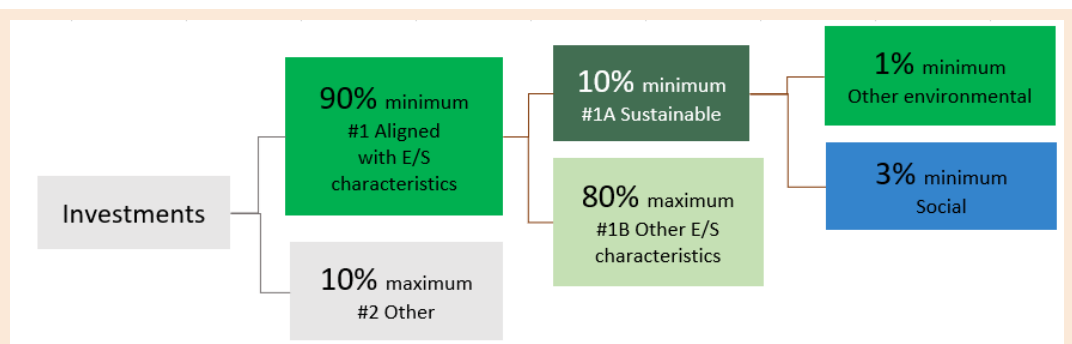 Investments
90% minimum
#1 Aligned
with E/S
characteristics
10% maximum
#2 Other
10% minimum
#1A Sustainable
80% maximum
#1B Other E/S
characteristics
1% minimum
Other environmental
3% minimum
Social